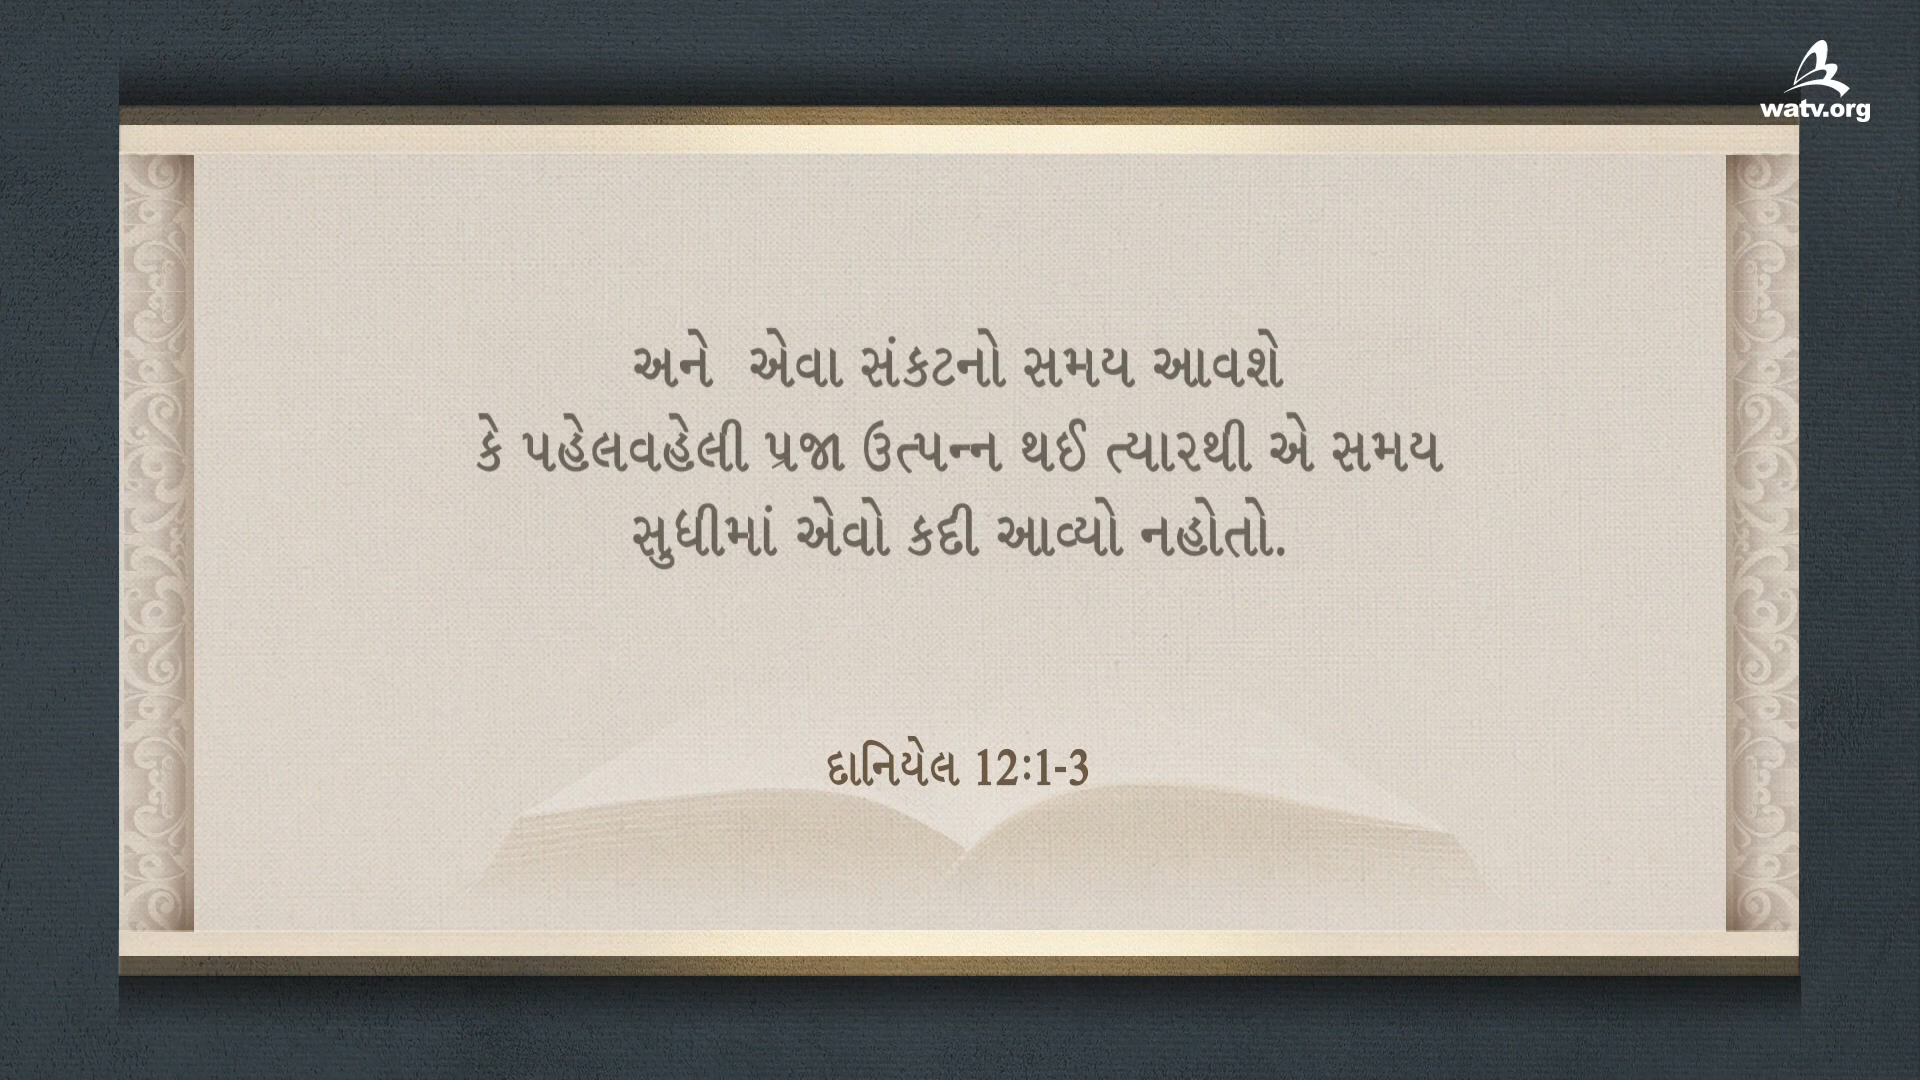 watv.org
અને  એવા સંકટનો સમય આવશે
કે પહેલવહેલી પ્રજા ઉત્પન્ન થઈ ત્યારથી એ સમય
સુધીમાં એવો કદી આવ્યો નહોતો.
દાનિયેલ 12:1-3